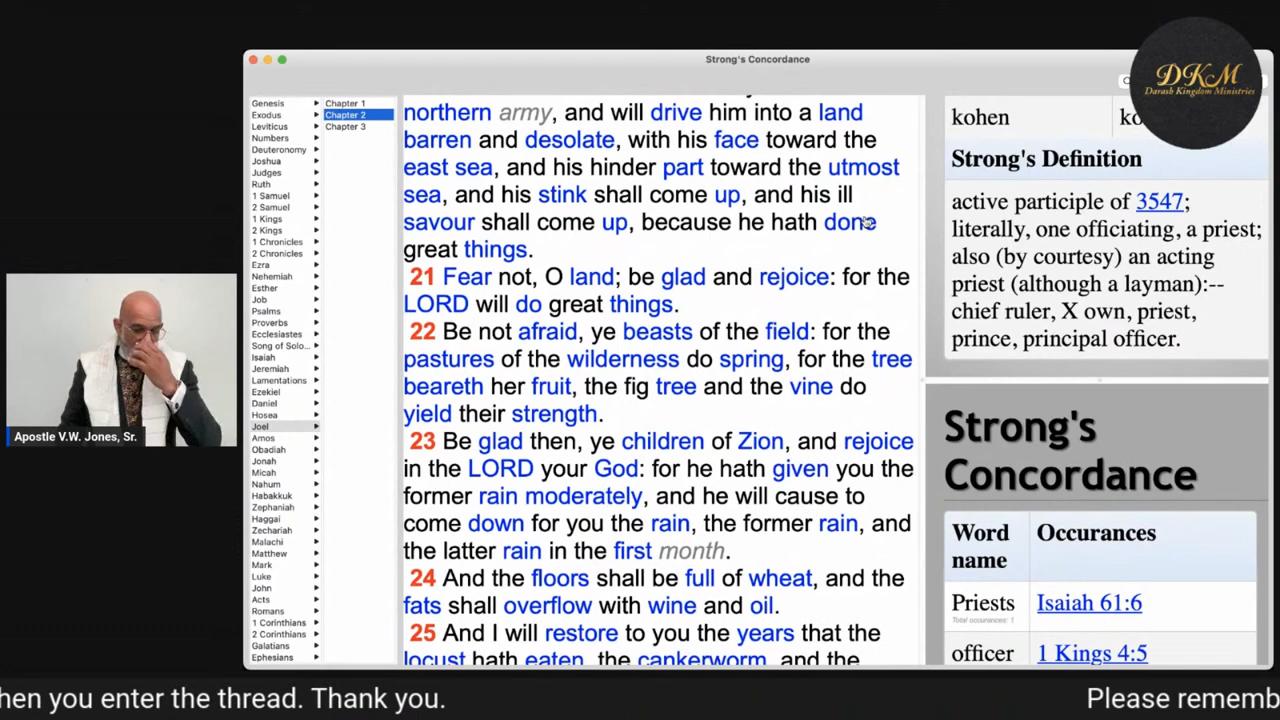 Strong's Concordance
DKM
Darash Kingdom Ministries
Genesis
Exodus
Leviticus
Numbers
Deuteronomy
Joshua
Judges
Ruth
1 Samuel
2 Samuel
1 Kings
2 Kings
1 Chronicles
2 Chronicles
Ezra
Nehemiah
Esther
Job
Psalms
Proverbs
Ecclesiastes
Song of Solo...
Isaiah
Jeremiah
Lamentations
Ezekiel
Daniel
Hosea
Joel
Amos
Obadiah
Jonah
Micah
Nahum
Habakkuk
Zephaniah
Haggai
Zechariah
Malachi
Matthew
Mark
Luke
John
Acts
Romans
1 Corinthians
2 Corinthians
Galatians
Ephesians
Chapter 1
Chapter 2
Chapter 3
northern army, and will drive him into a land
barren and desolate, with his face toward the
east sea, and his hinder part toward the utmost
sea, and his stink shall come up, and his ill
savour shall come up, because he hath done
great things.
21 Fear not, O land; be glad and rejoice: for the
LORD will do great things.
22 Be not afraid, ye beasts of the field: for the
pastures of the wilderness do spring, for the tree
beareth her fruit, the fig tree and the vine do
yield their strength.
23 Be glad then, ye children of Zion, and rejoice
in the LORD your God: for he hath given you the
former rain moderately, and he will cause to
come down for you the rain, the former rain, and
the latter rain in the first month.
24 And the floors shall be full of wheat, and the
fats shall overflow with wine and oil.
25 And I will restore to you the years that the
locust hath eaten, the cankerworm, and the
kohen ko
Strong's Definition
active participle of 3547;
literally, one officiating, a priest;
also (by courtesy) an acting
priest (although a layman):--
chief ruler, X own, priest,
prince, principal officer.
Strong's
Concordance
Word name Occurances
Priests Isaiah 61:6
Total occurances: 1
officer 1 Kings 4:5
Apostle V.W. Jones, Sr.
hen you enter the thread. Thank you. Please rememb